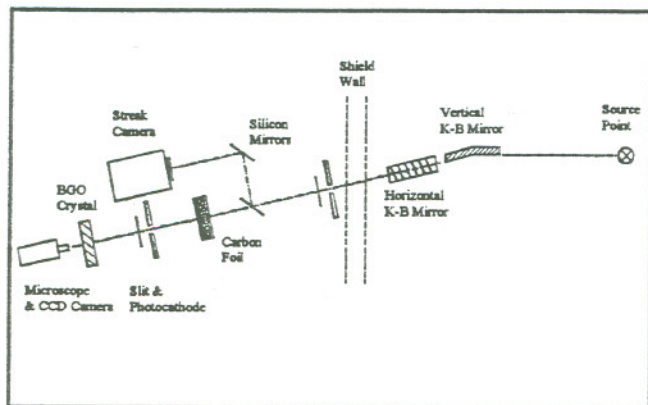 Shield
Wall
Vertical
K-B Mirror
Source
Point
Streak
Camera
Silicon
Mirrors
BGO
Crystal
Horizontal
K-B Mirror
Carbon
Foil
Microscope
& CCD Camera
Slit &
Photocathode